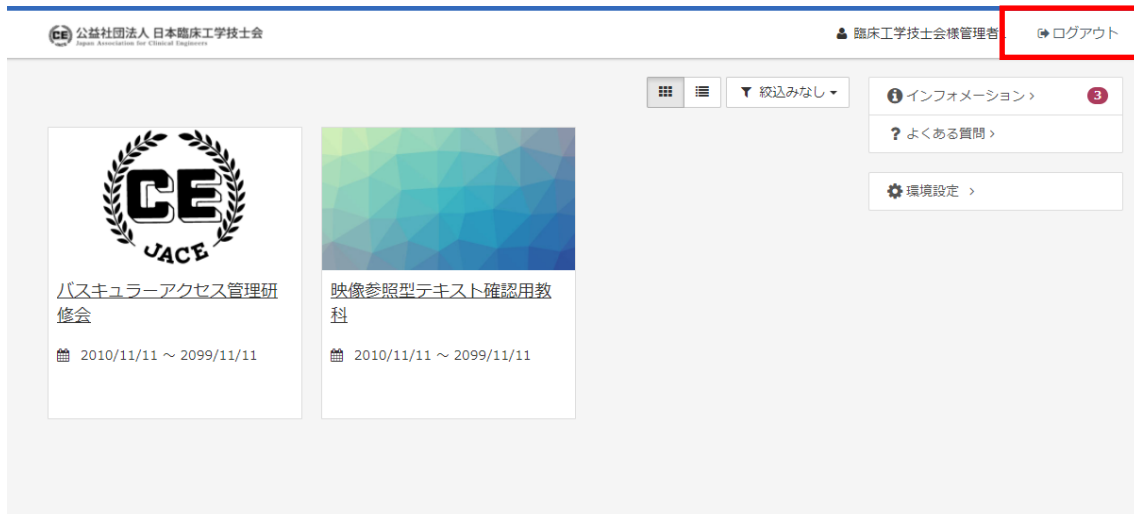 CE 公益社団法人 日本臨床工学技士会
Japan Association for Clinical Engineers
臨床工学技士会様管理者
ログアウト
絞込みなし
インフォメーション
3
? よくある質問
環境設定
CE
JACE
バスキュラーアクセス管理研
修会
2010/11/11 ~ 2099/11/11
映像参照型テキスト確認用教
科
2010/11/11 ~ 2099/11/11